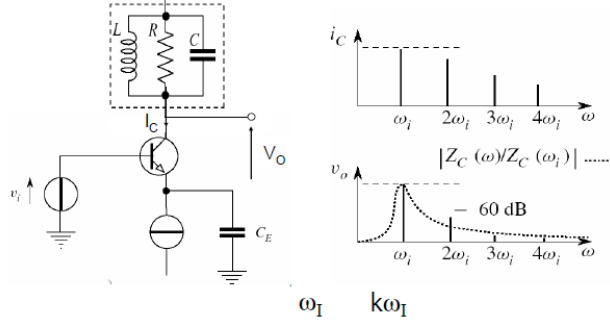 L R C
I_C
V_O
v_i
C_E
i_C
ω_i 2ω_i 3ω_i 4ω_i ω
|Z_C (ω)/Z_C (ω_i)| .....
v_o
– 60 dB
ω_i 2ω_i 3ω_i 4ω_i ω
ω_I kω_I